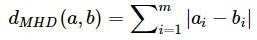 d_{MHD}(a,b) = \sum_{i=1}^{m} |a_i - b_i|